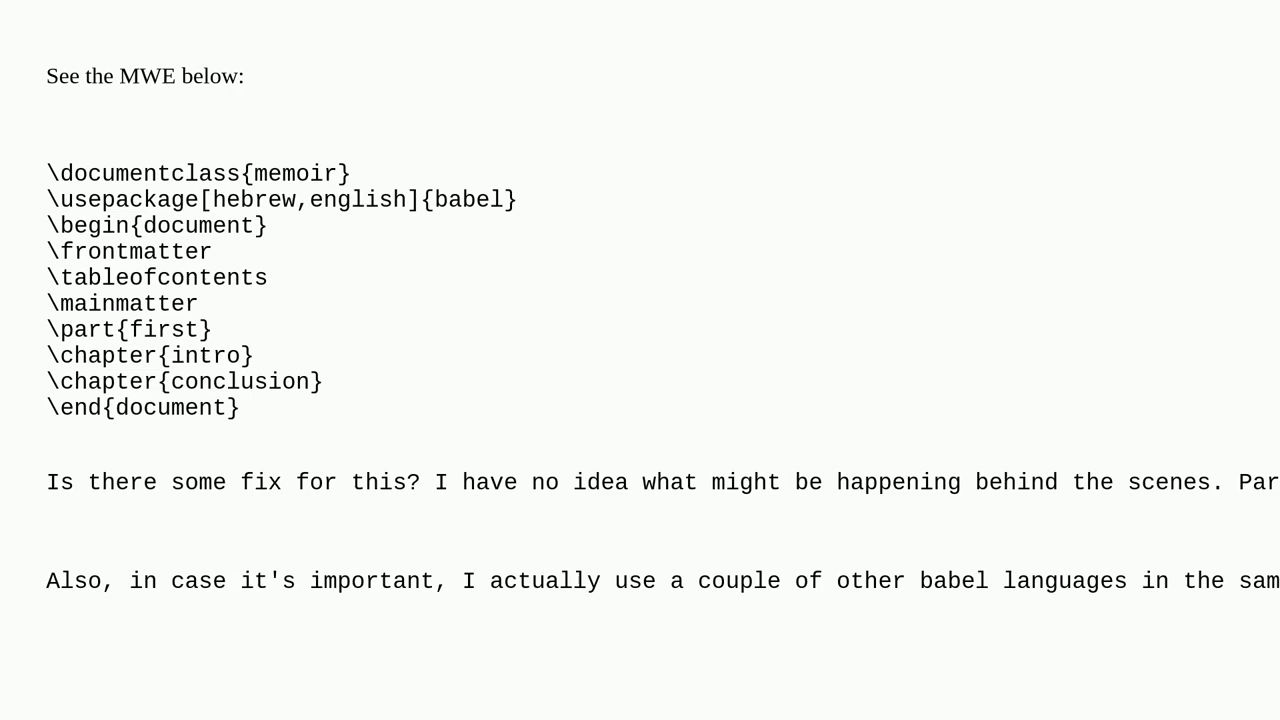 See the MWE below:
\documentclass{memoir}
\usepackage[hebrew,english]{babel}
\begin{document}
\frontmatter
\tableofcontents
\mainmatter
\part{first}
\chapter{intro}
\chapter{conclusion}
\end{document}
Is there some fix for this? I have no idea what might be happening behind the scenes. Par
Also, in case it's important, I actually use a couple of other babel languages in the sam